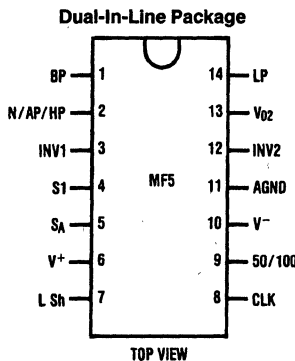 Dual-In-Line Package
BP 1 14 LP
N/AP/HP 2 13 VO2
INV1 3 12 INV2
S1 4 MF5 11 AGND
SA 5 10 V−
V+ 6 9 50/100
L Sh 7 8 CLK
TOP VIEW